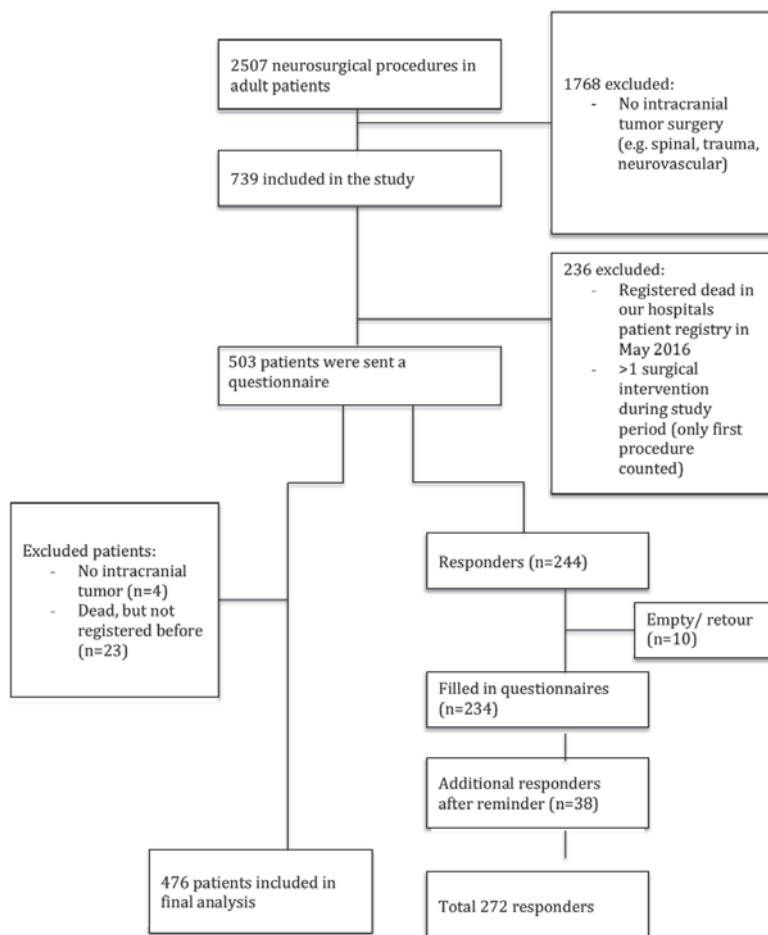 2507 neurosurgical procedures in
adult patients
1768 excluded:
- No intracranial
tumor surgery
(e.g. spinal, trauma,
neurovascular)
739 included in the study
236 excluded:
- Registered dead in
our hospitals
patient registry in
May 2016
- >1 surgical
intervention
during study
period (only first
procedure
counted)
503 patients were sent a
questionnaire
Excluded patients:
- No intracranial
tumor (n=4)
- Dead, but not
registered before
(n=23)
Responders (n=244)
Empty/ retour
(n=10)
Filled in questionnaires
(n=234)
Additional responders
after reminder (n=38)
476 patients included in
final analysis
Total 272 responders